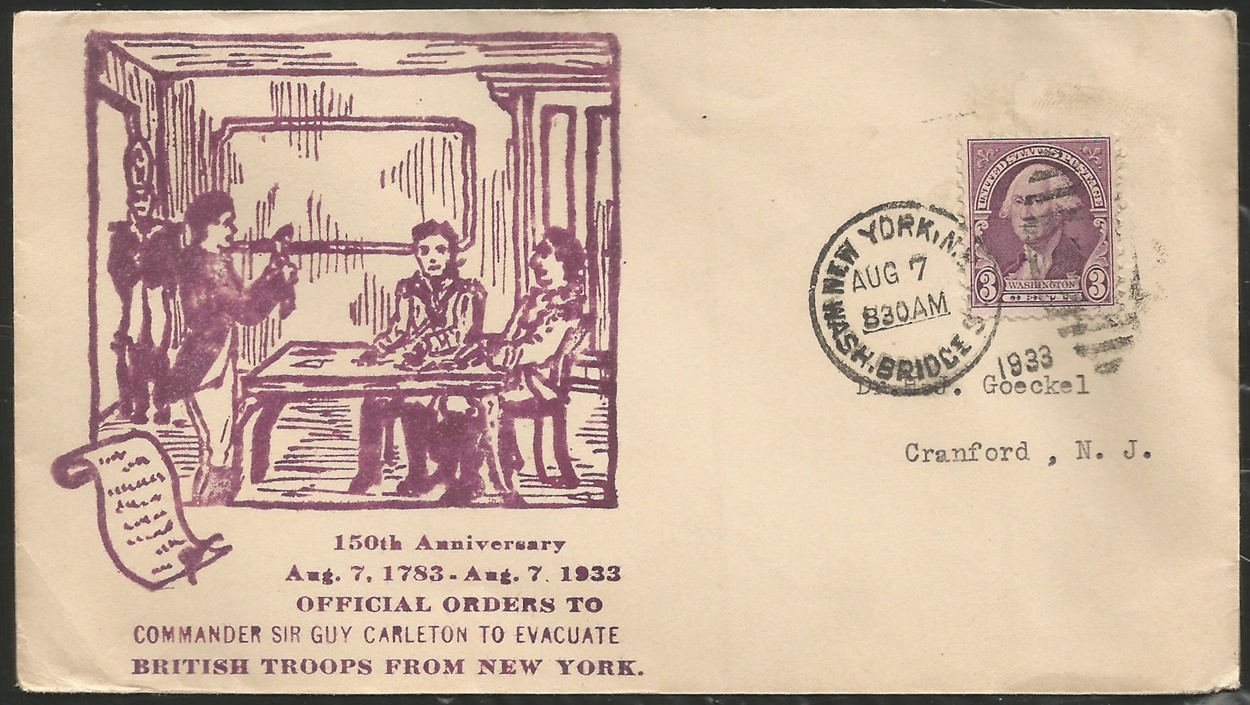 150th Anniversary
Aug. 7, 1783 - Aug. 7. 1933
OFFICIAL ORDERS TO
COMMANDER SIR GUY CARLETON TO EVACUATE
BRITISH TROOPS FROM NEW YORK.
UNITED STATES POSTAGE
3 WASHINGTON 3
NEW YORK, N.
AUG 7
830AM
WASH. BRIDGE S
1933
J. Goeckel
Cranford , N. J.